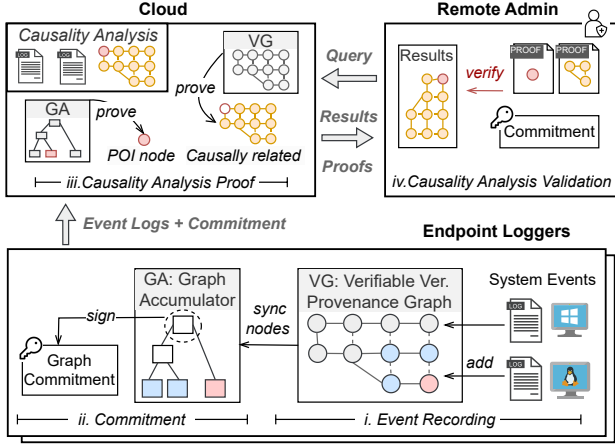 Cloud
Causality Analysis
LOG
LOG
VG
GA
prove
prove
POI node
Causally related
iii.Causality Analysis Proof
Query
Results
Proofs
Remote Admin
Results
PROOF
PROOF
verify
Commitment
iv.Causality Analysis Validation
Event Logs + Commitment
Endpoint Loggers
GA: Graph
Accumulator
sign
Graph
Commitment
sync
nodes
VG: Verifiable Ver.
Provenance Graph
System Events
LOG
add
LOG
ii. Commitment
i. Event Recording